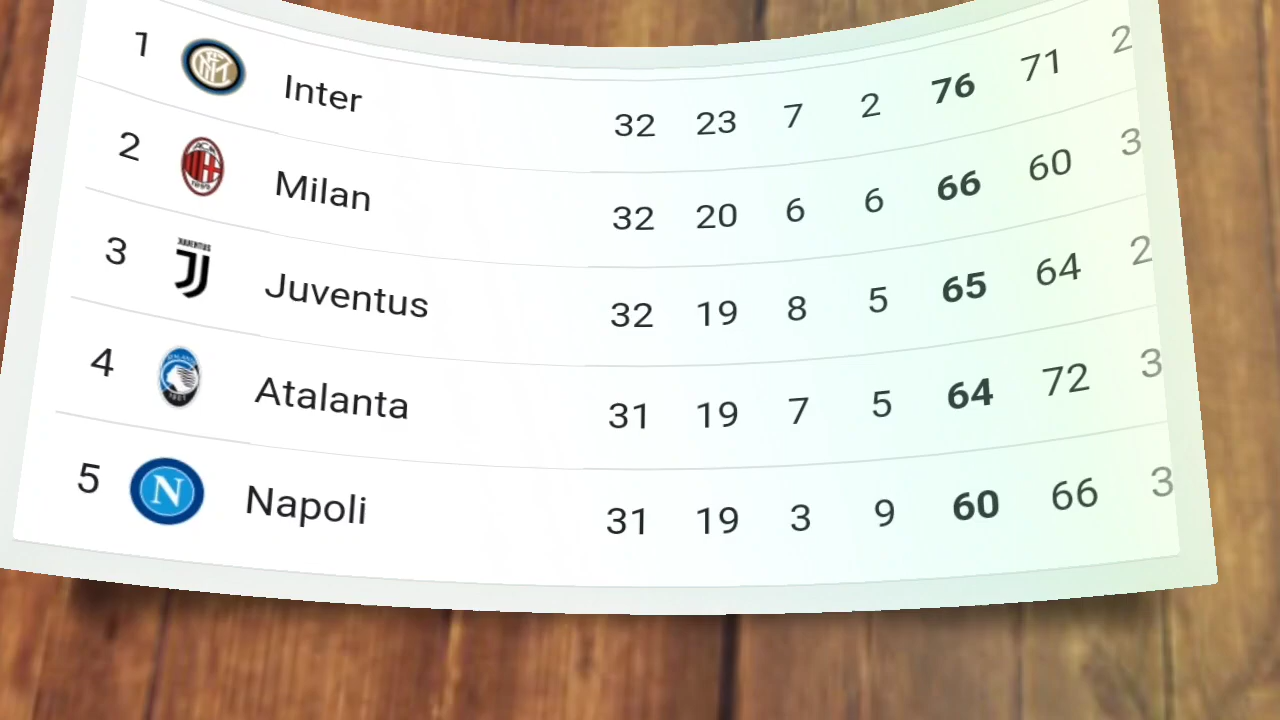 1 Inter 32 23 7 2 76 71 2
2 Milan 32 20 6 6 66 60 3
JUVENTUS
3 Juventus 32 19 8 5 65 64 2
4 Atalanta 31 19 7 5 64 72 3
5 N Napoli 31 19 3 9 60 66 3